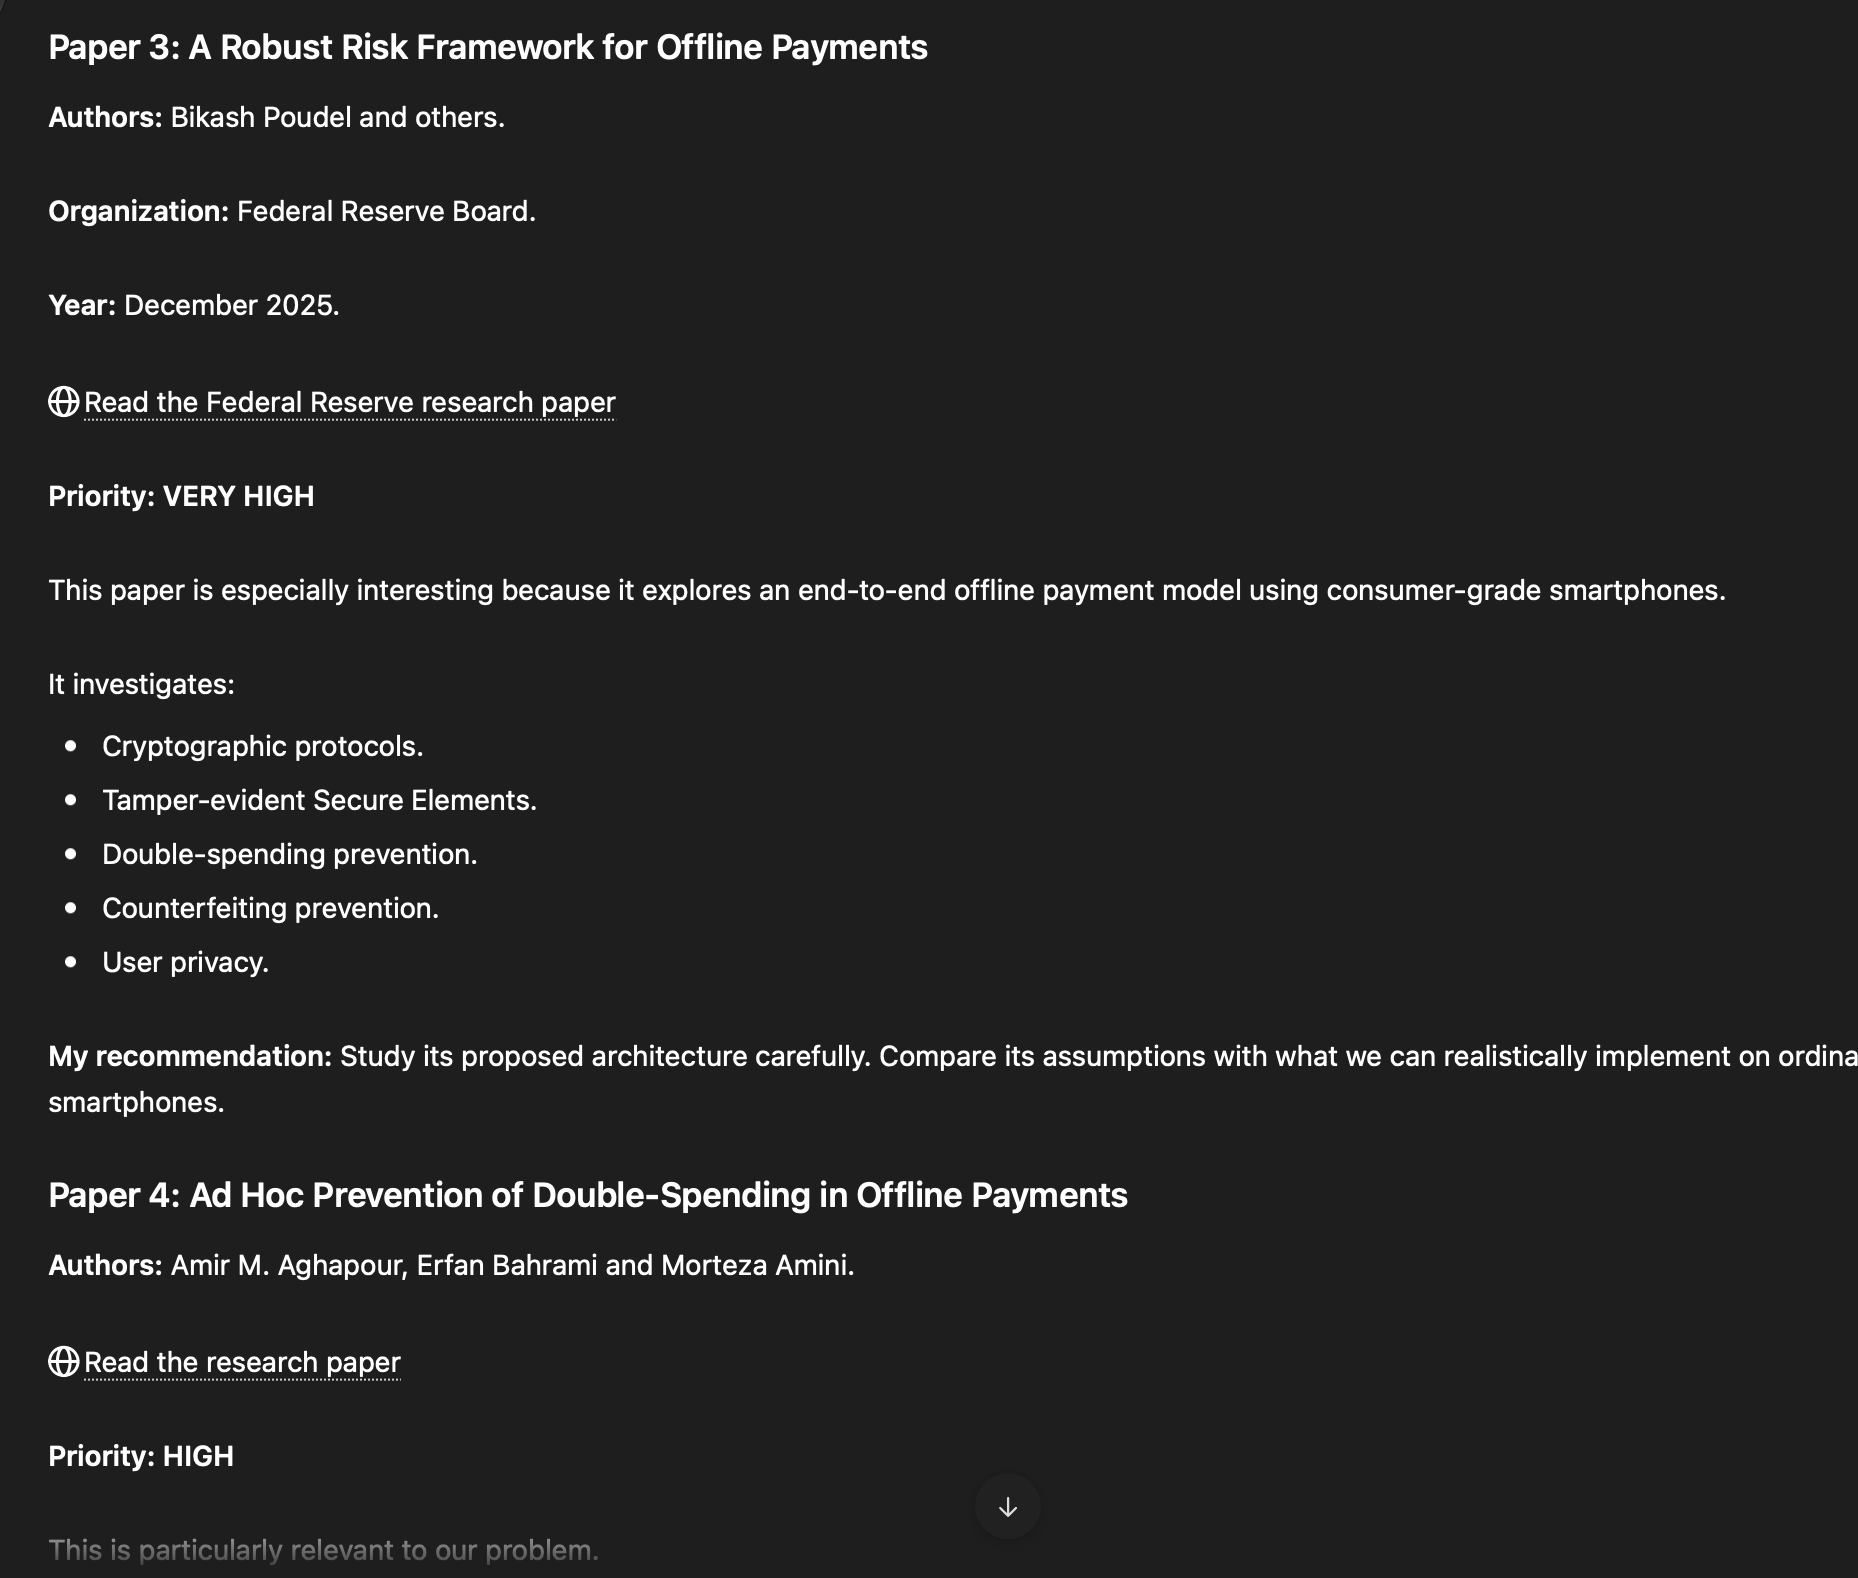 Paper 3: A Robust Risk Framework for Offline Payments
Authors: Bikash Poudel and others.
Organization: Federal Reserve Board.
Year: December 2025.
Read the Federal Reserve research paper
Priority: VERY HIGH
This paper is especially interesting because it explores an end-to-end offline payment model using consumer-grade smartphones.
It investigates:
• Cryptographic protocols.
• Tamper-evident Secure Elements.
• Double-spending prevention.
• Counterfeiting prevention.
• User privacy.
My recommendation: Study its proposed architecture carefully. Compare its assumptions with what we can realistically implement on ordina
smartphones.
Paper 4: Ad Hoc Prevention of Double-Spending in Offline Payments
Authors: Amir M. Aghapour, Erfan Bahrami and Morteza Amini.
Read the research paper
Priority: HIGH
This is particularly relevant to our problem.